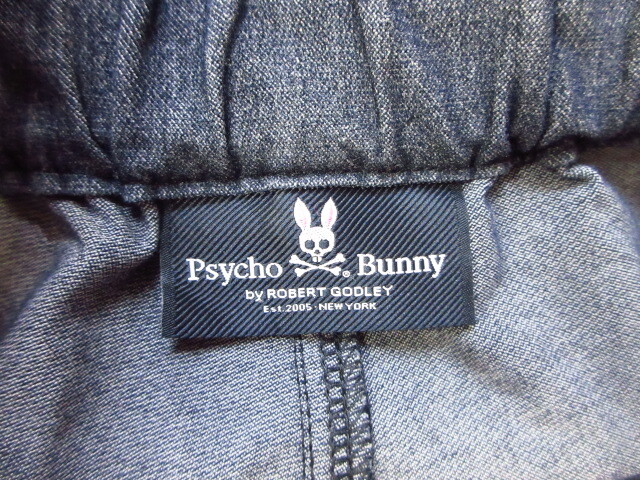 Psycho ® Bunny
by ROBERT GODLEY
Est. 2005 · NEW YORK